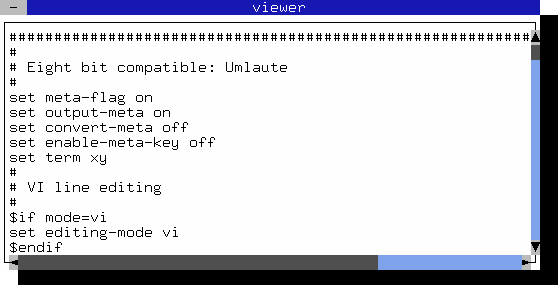 viewer
##########################################################
#
# Eight bit compatible: Umlaute
#
set meta-flag on
set output-meta on
set convert-meta off
set enable-meta-key off
set term xy
#
# VI line editing
#
$if mode=vi
set editing-mode vi
$endif